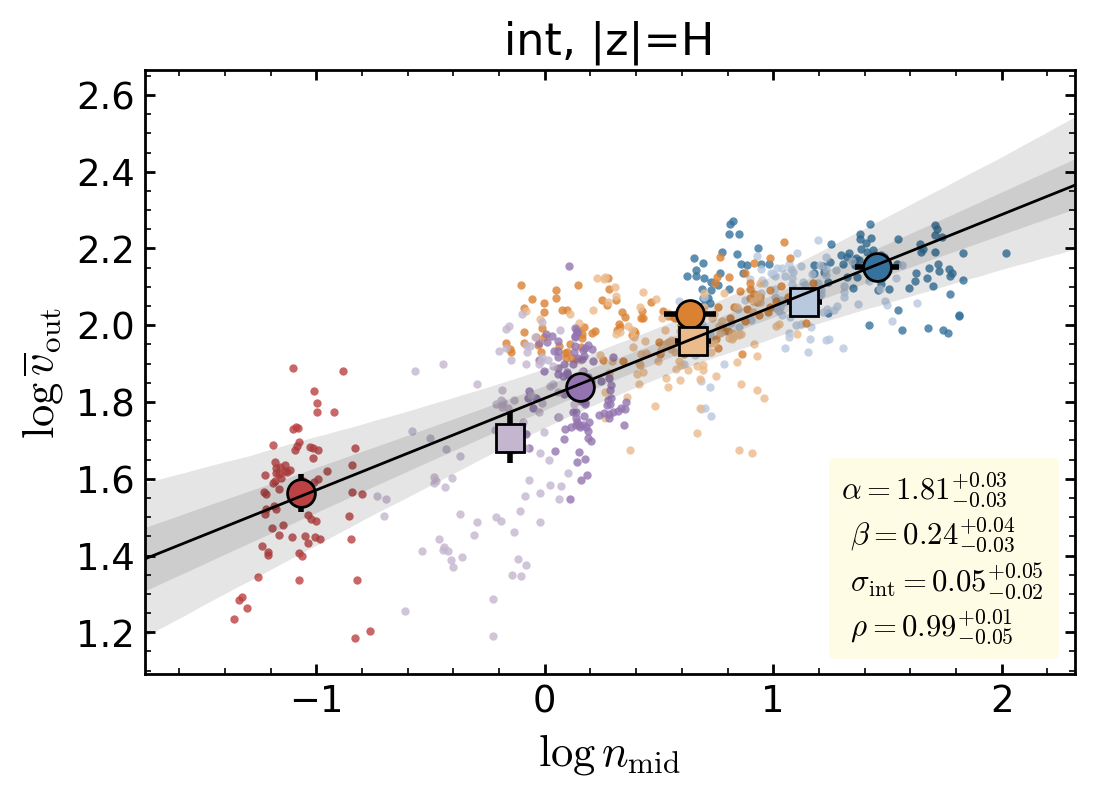 int, |z|=H
2.6
2.4
2.2
2.0
1.8
1.6
1.4
1.2
log v̅_out
α = 1.81^{+0.03}_{−0.03}
β = 0.24^{+0.04}_{−0.03}
σ_int = 0.05^{+0.05}_{−0.02}
ρ = 0.99^{+0.01}_{−0.05}
−1 0 1 2
log n_mid